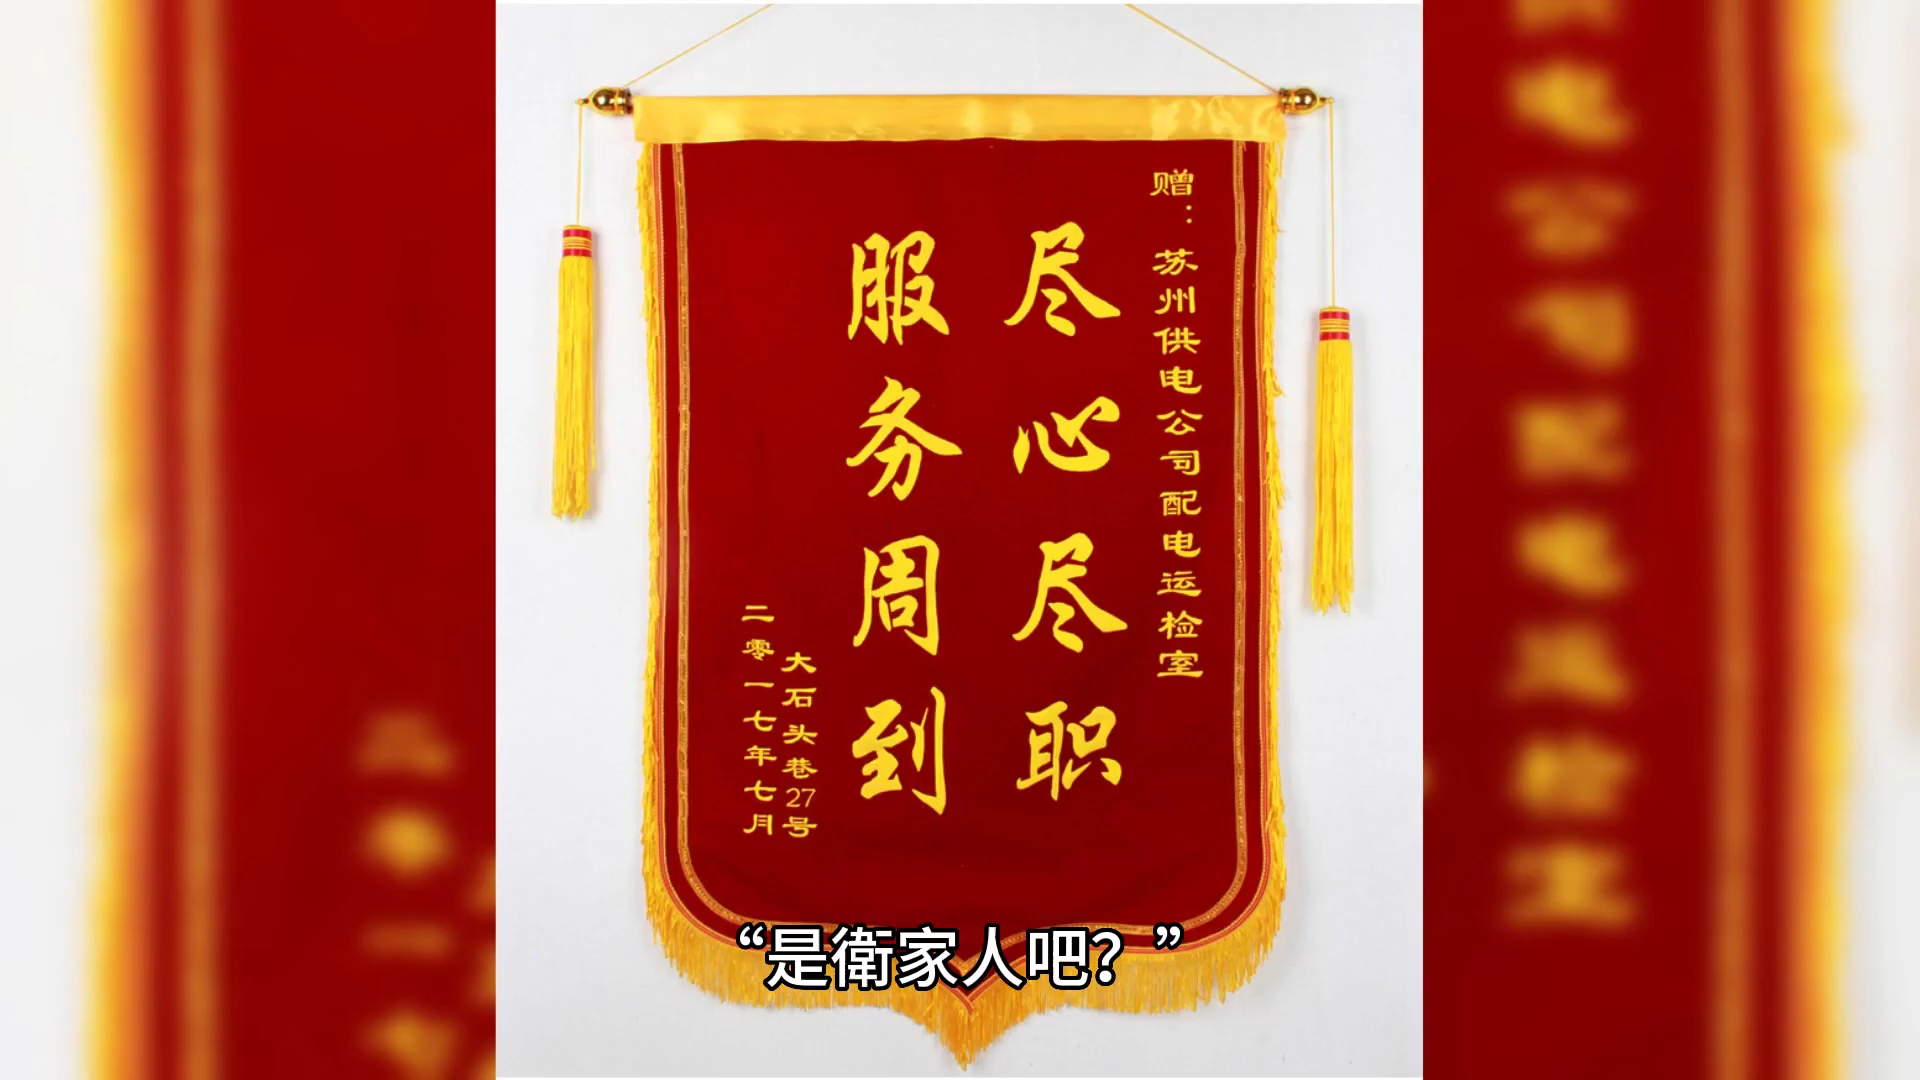 赠：苏州供电公司配电运检室
尽心尽职
服务周到
大石头巷27号
二零一七年七月
“是衛家人吧？”